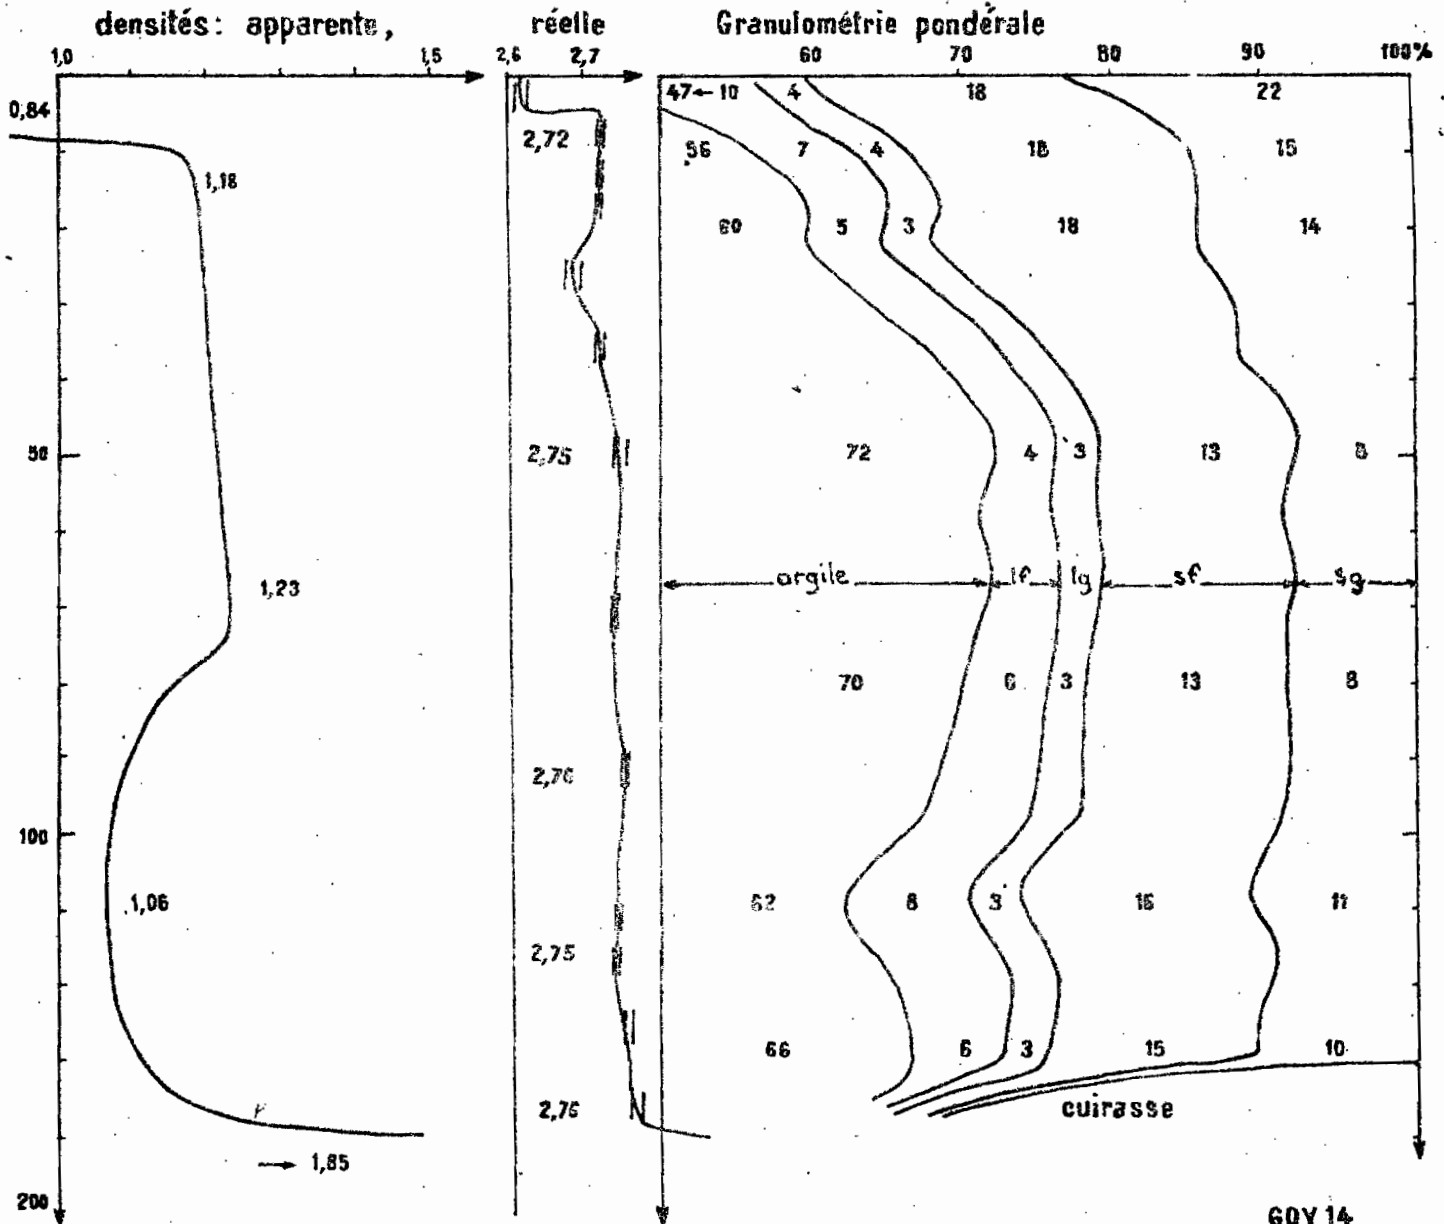 densités: apparente, réelle Granulométrie pondérale
1,0 1,5 2,6 2,7 60 70 80 90 100%
0,84 47←10 4 18 22
2,72 56 7 4 18 15
1,18
60 5 3 18 14
50 2,75 72 4 3 13 8
1,23 argile lf lg sf sg
70 6 3 13 8
2,76
100
1,06 62 8 3 16 11
2,75
66 6 3 15 10
2,76 cuirasse
→ 1,85
200
GOY 14